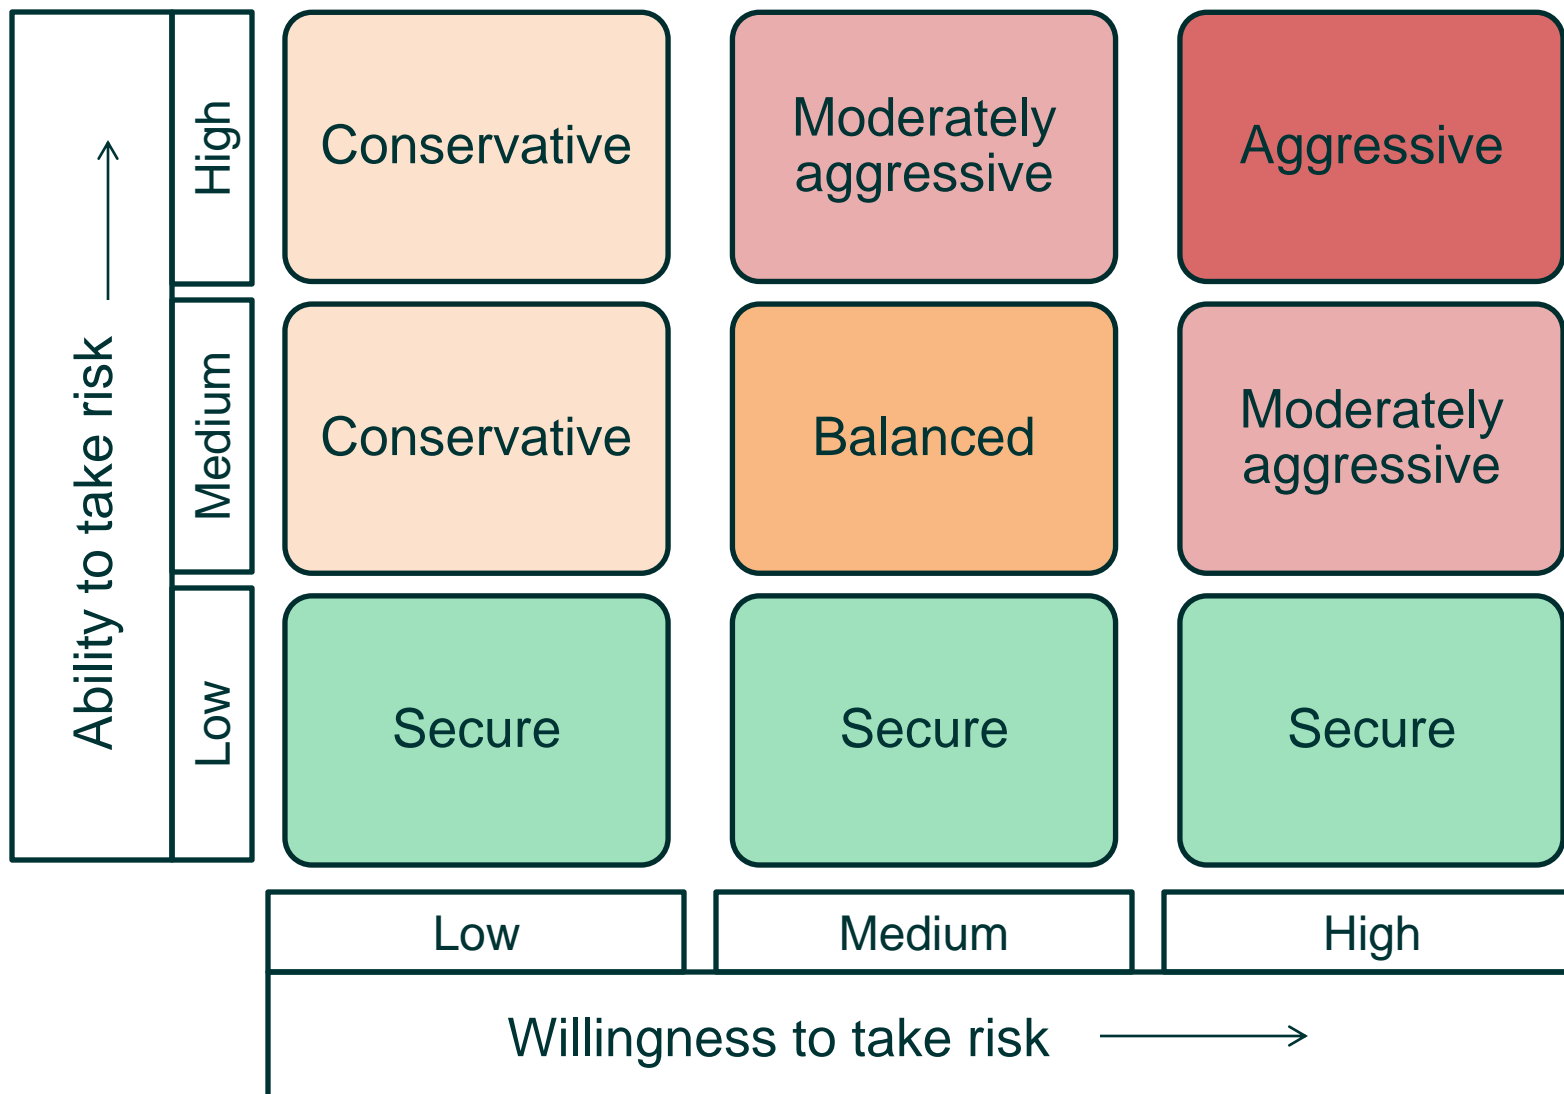 Ability to take risk
High
Conservative
Moderately
aggressive
Aggressive
Medium
Conservative
Balanced
Moderately
aggressive
Low
Secure
Secure
Secure
Low
Medium
High
Willingness to take risk